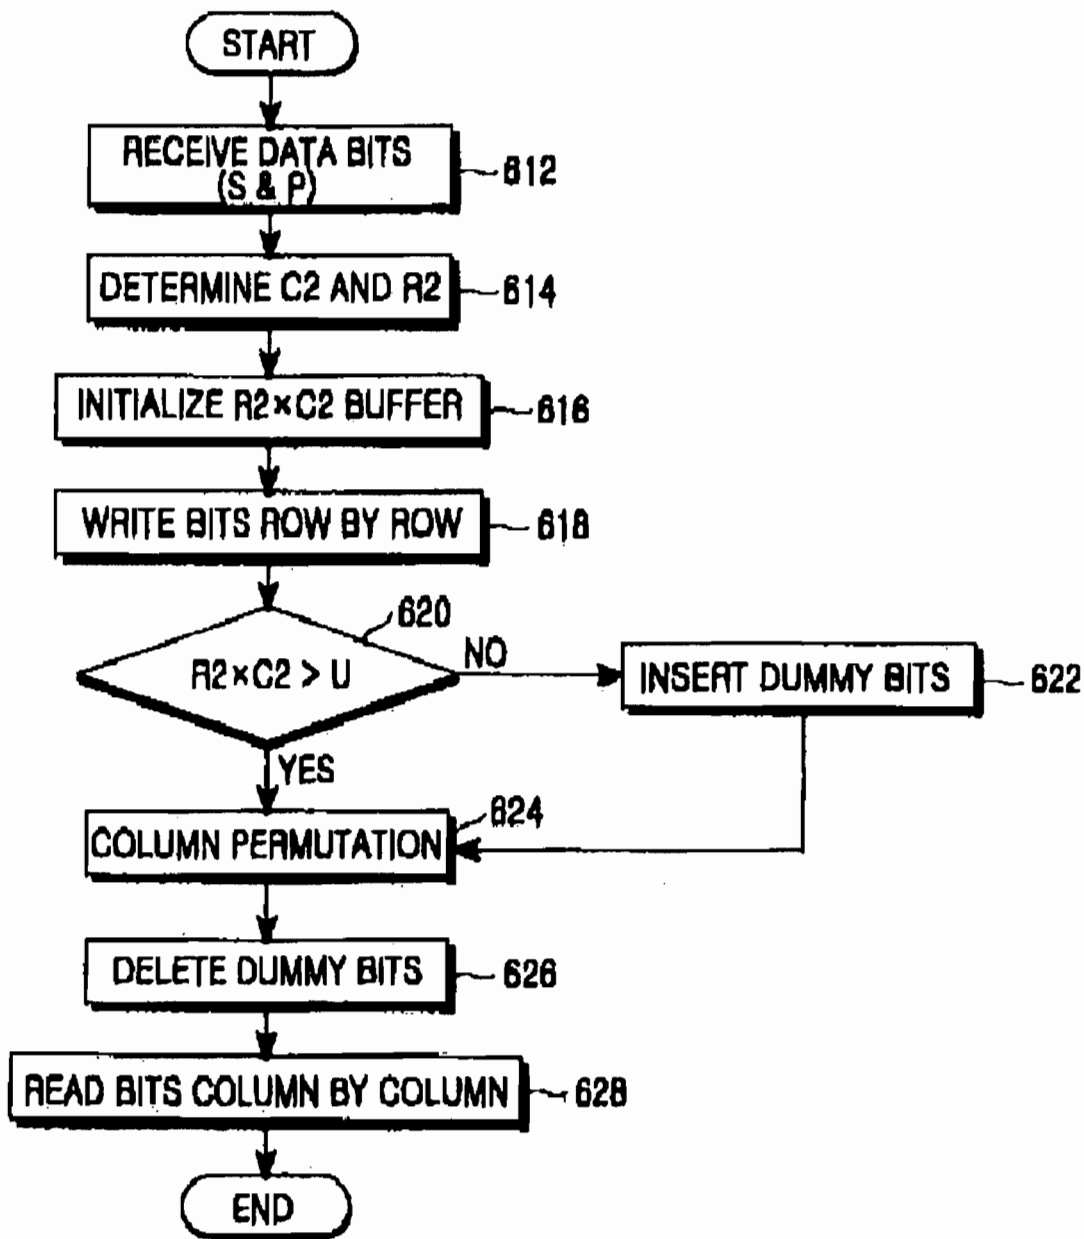 START
RECEIVE DATA BITS
(S & P)
612
DETERMINE C2 AND R2
614
INITIALIZE R2×C2 BUFFER
616
WRITE BITS ROW BY ROW
618
620
R2×C2 > U
NO
INSERT DUMMY BITS
622
YES
624
COLUMN PERMUTATION
DELETE DUMMY BITS
626
READ BITS COLUMN BY COLUMN
628
END